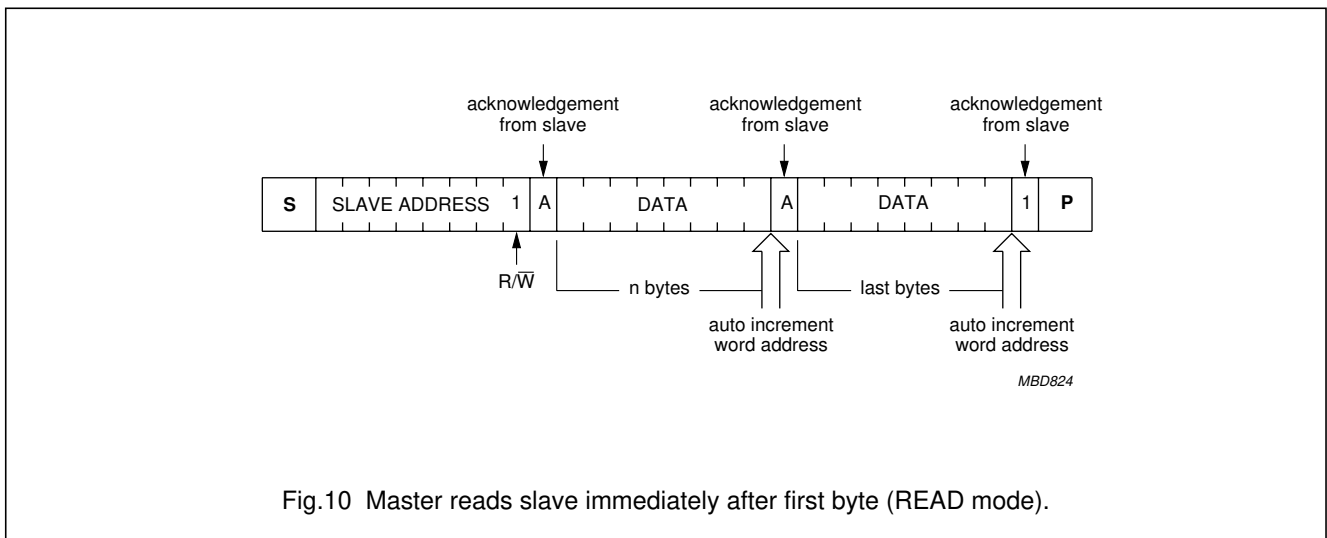 acknowledgement
from slave
acknowledgement
from slave
acknowledgement
from slave
S SLAVE ADDRESS 1 A DATA A DATA 1 P
R/W̅
n bytes
last bytes
auto increment
word address
auto increment
word address
MBD824
Fig.10 Master reads slave immediately after first byte (READ mode).